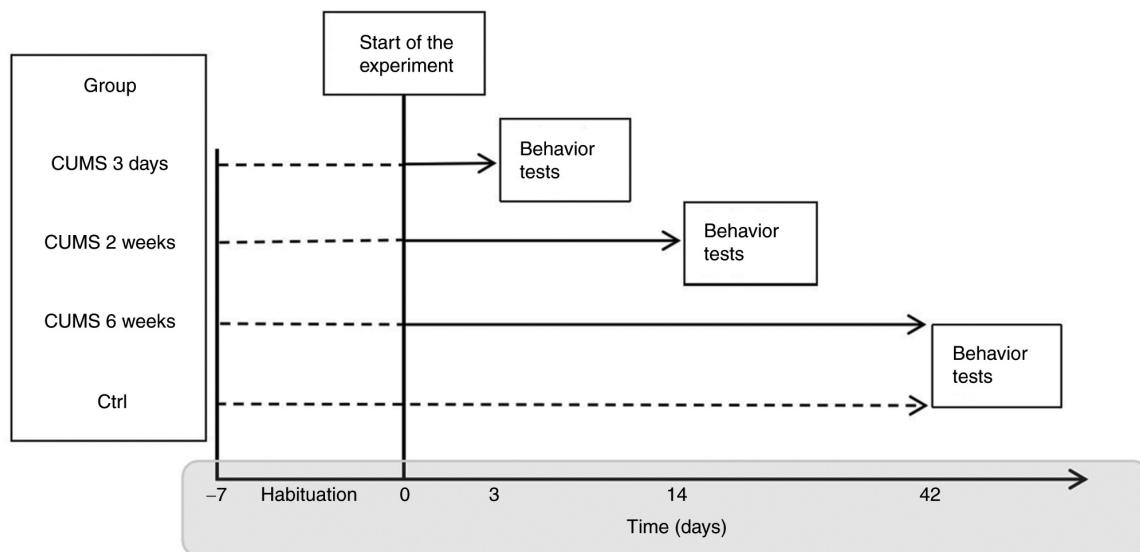 Start of the
experiment
Group
CUMS 3 days
Behavior
tests
CUMS 2 weeks
Behavior
tests
CUMS 6 weeks
Behavior
tests
Ctrl
–7 Habituation 0 3 14 42
Time (days)